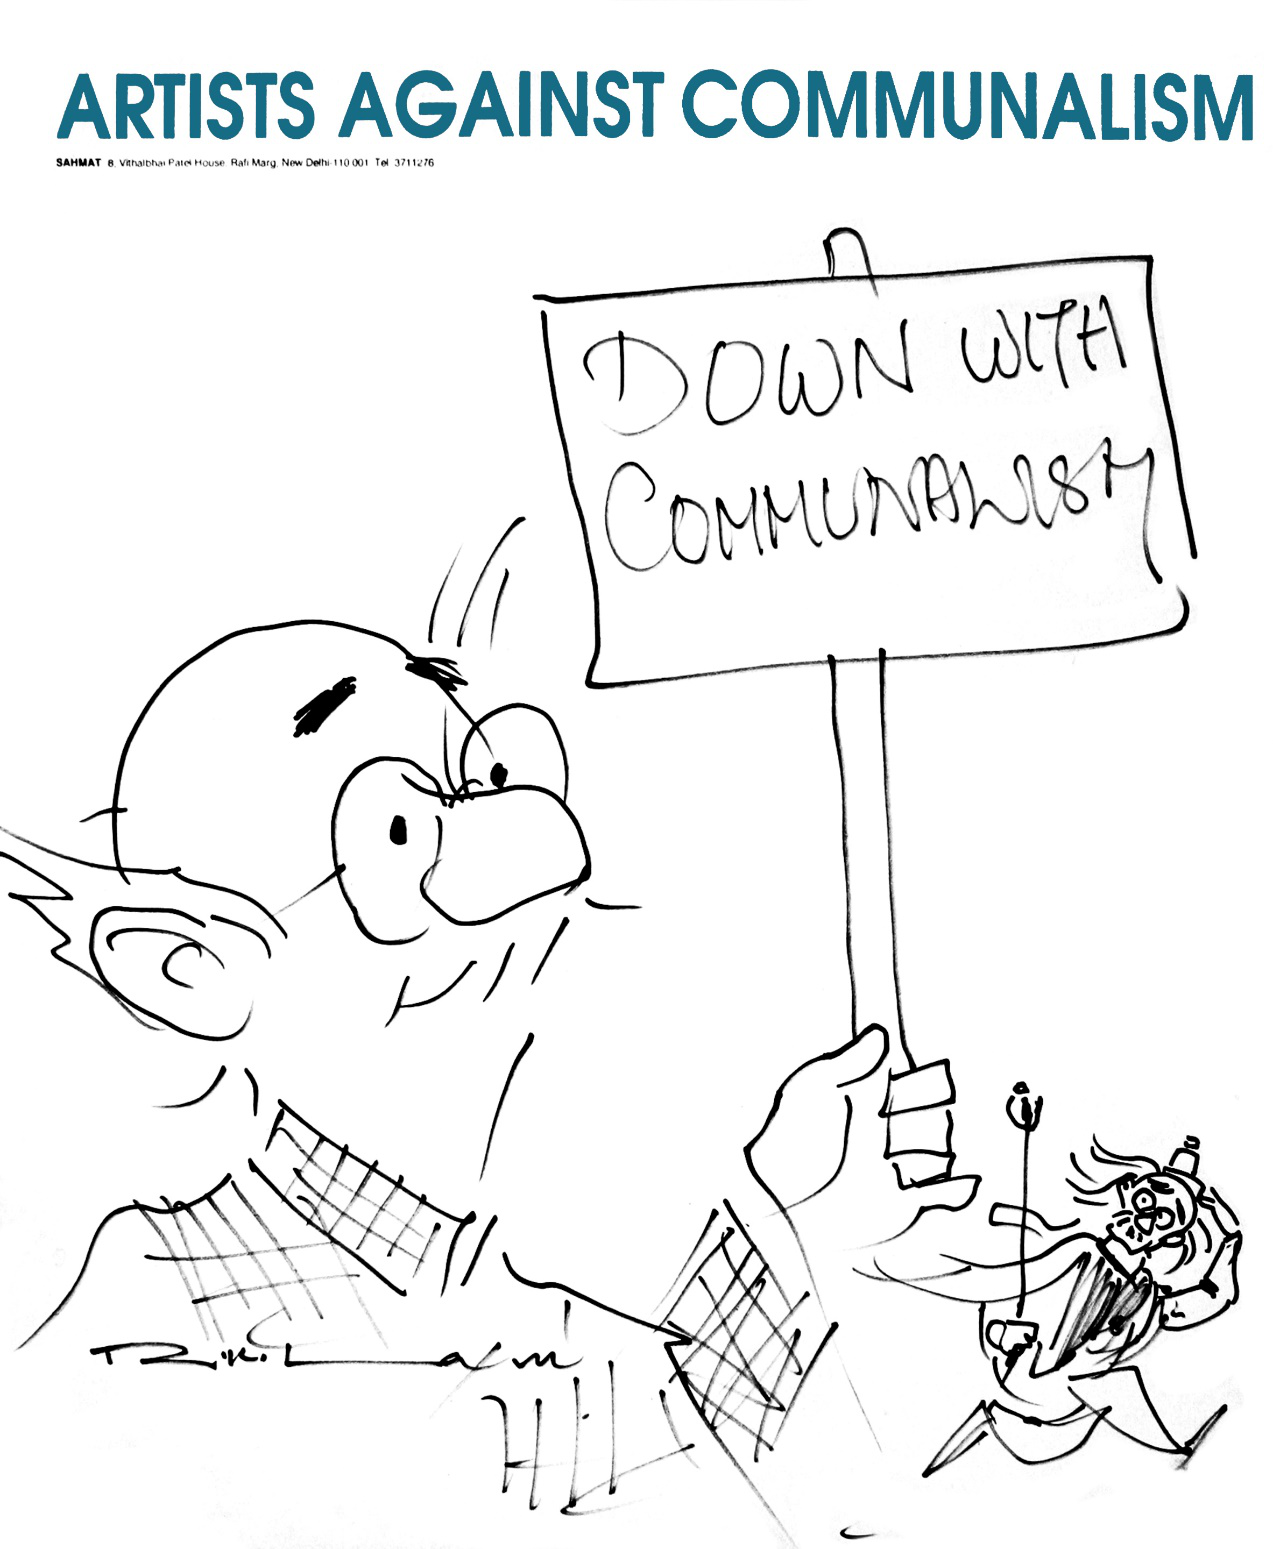 ARTISTS AGAINST COMMUNALISM
SAHMAT 8, Vithalbhai Patel House Rafi Marg, New Delhi-110 001 Tel 3711276
DOWN WITH
COMMUNALISM
R.K. Laxman